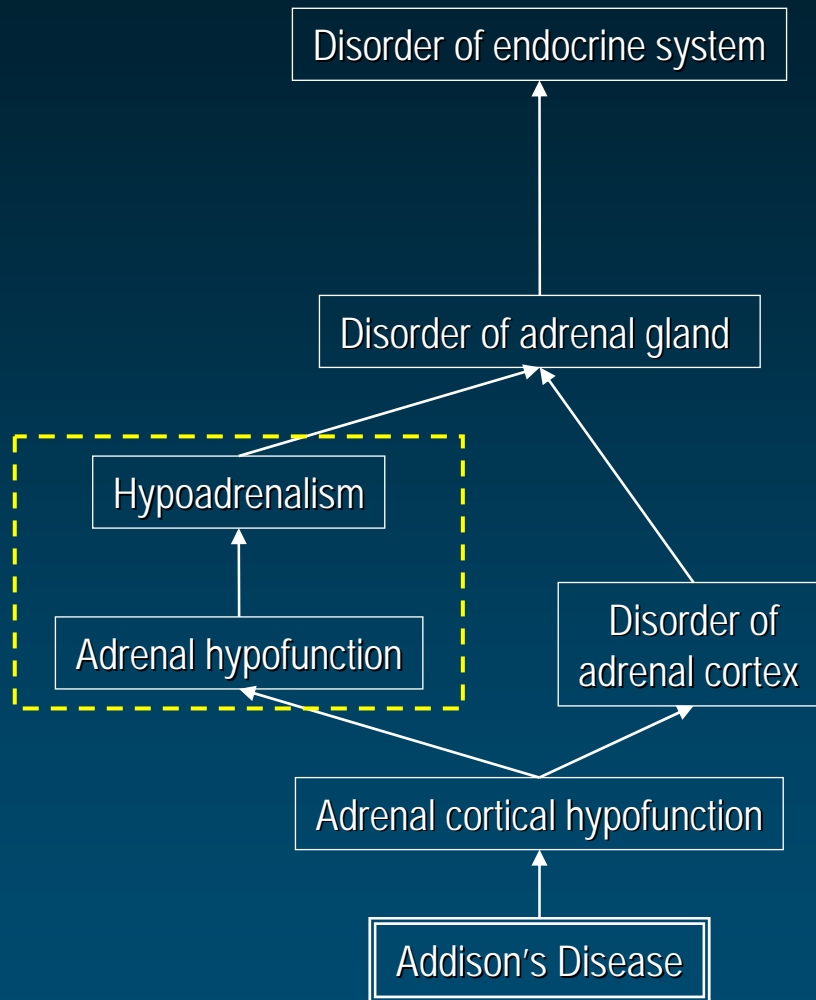 Disorder of endocrine system
Disorder of adrenal gland
Hypoadrenalism
Adrenal hypofunction
Disorder of
adrenal cortex
Adrenal cortical hypofunction
Addison's Disease